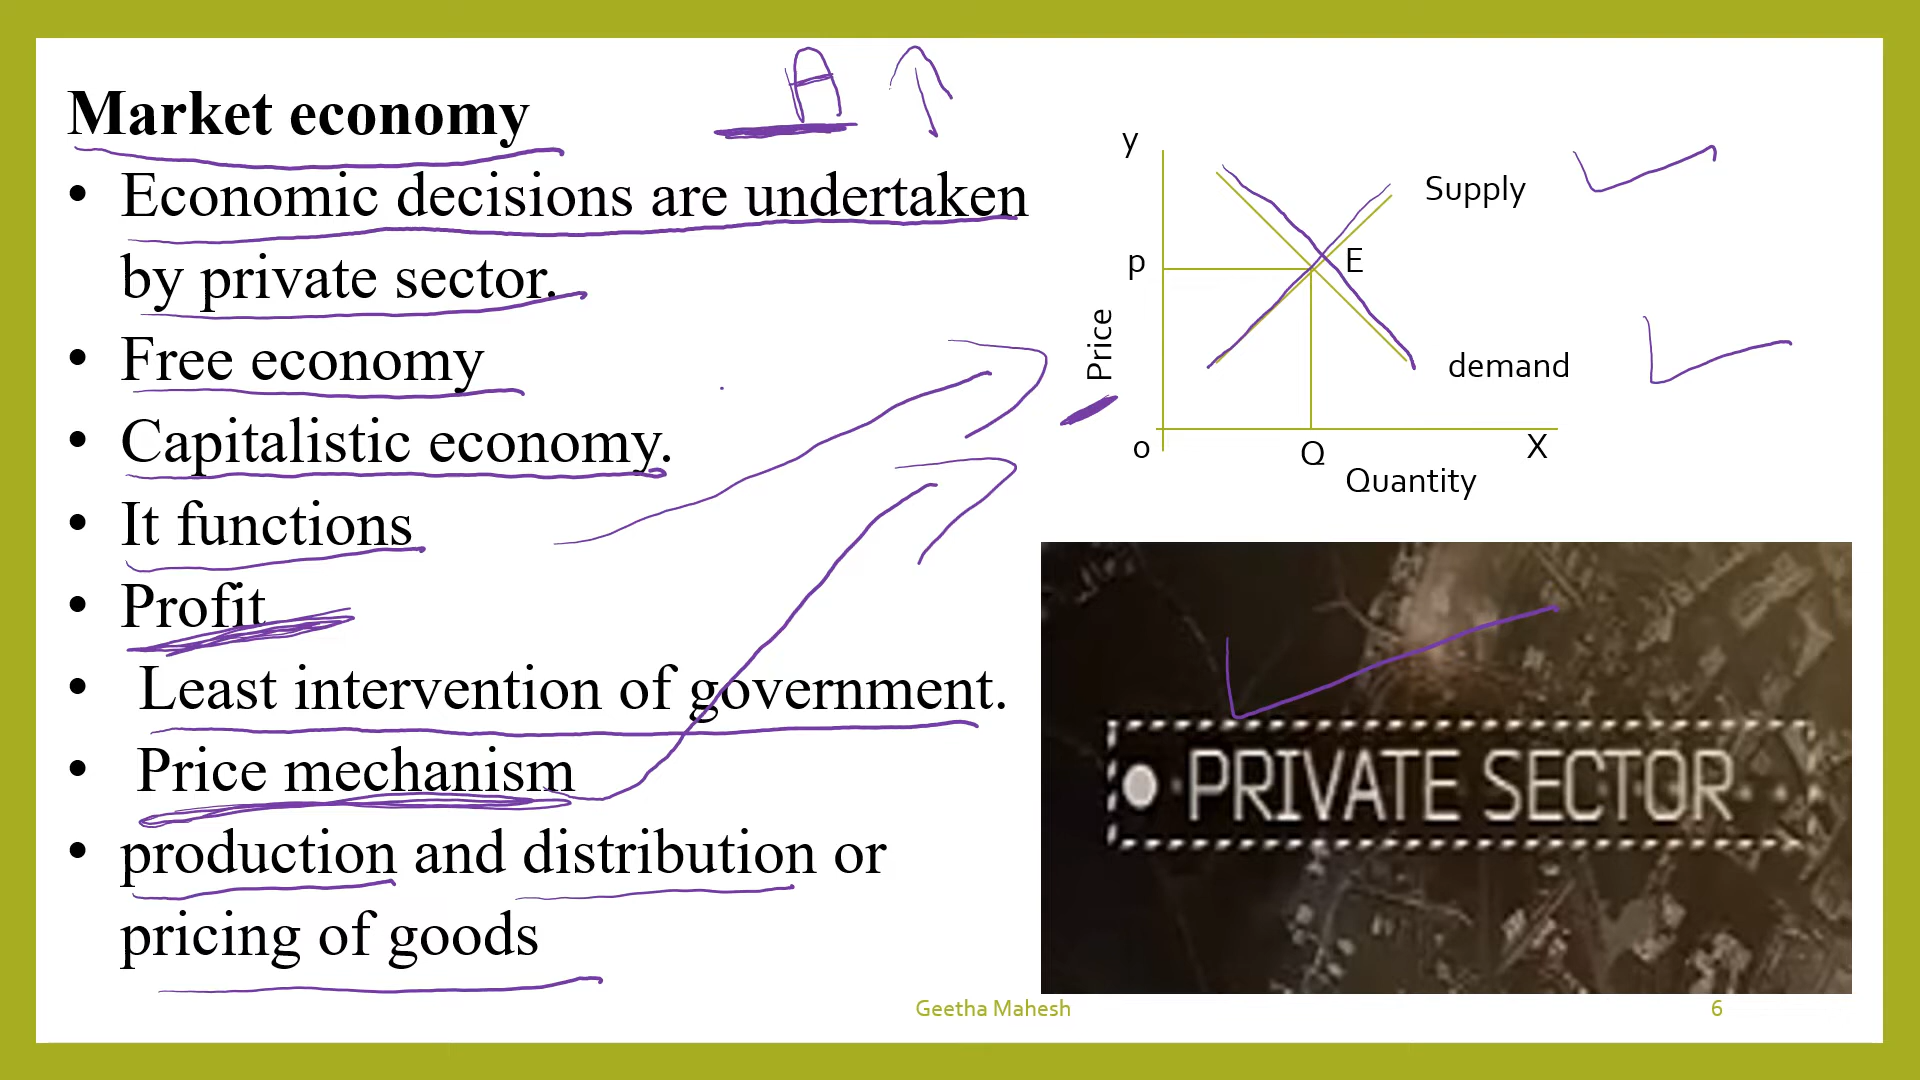 Market economy
• Economic decisions are undertaken
by private sector.
• Free economy
• Capitalistic economy.
• It functions
• Profit
• Least intervention of government.
• Price mechanism
• production and distribution or
pricing of goods
A
y
Supply
p
E
Price
demand
o
Q
X
Quantity
PRIVATE SECTOR
Geetha Mahesh
6